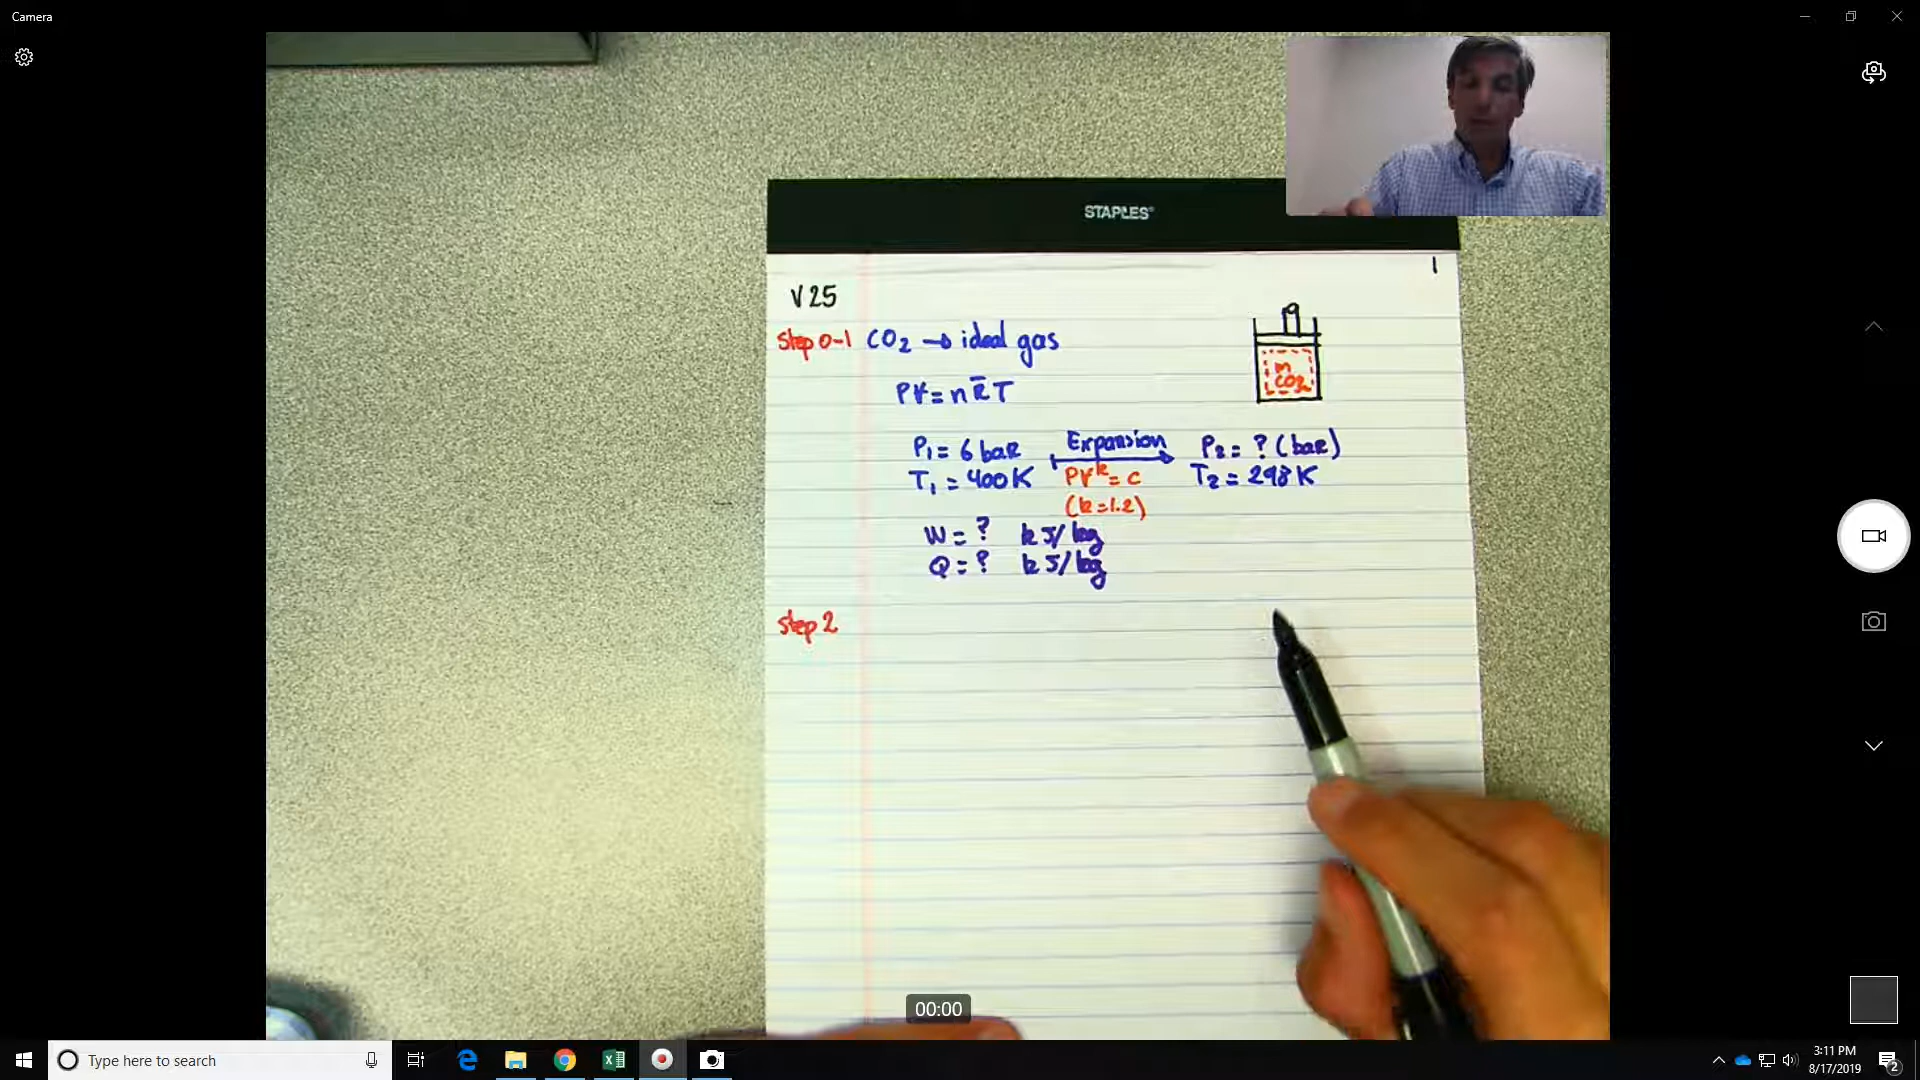 Camera
STAPLES
1
V25
Step 0-1 CO₂ → ideal gas
PV = n R̄ T
P₁ = 6 bar Expansion P₂ = ? (bar)
T₁ = 400K PVᵏ = c T₂ = 298 K
(k=1.2)
W = ? kJ/kg
Q = ? kJ/kg
m
CO₂
Step 2
00:00
Type here to search
3:11 PM
8/17/2019
2